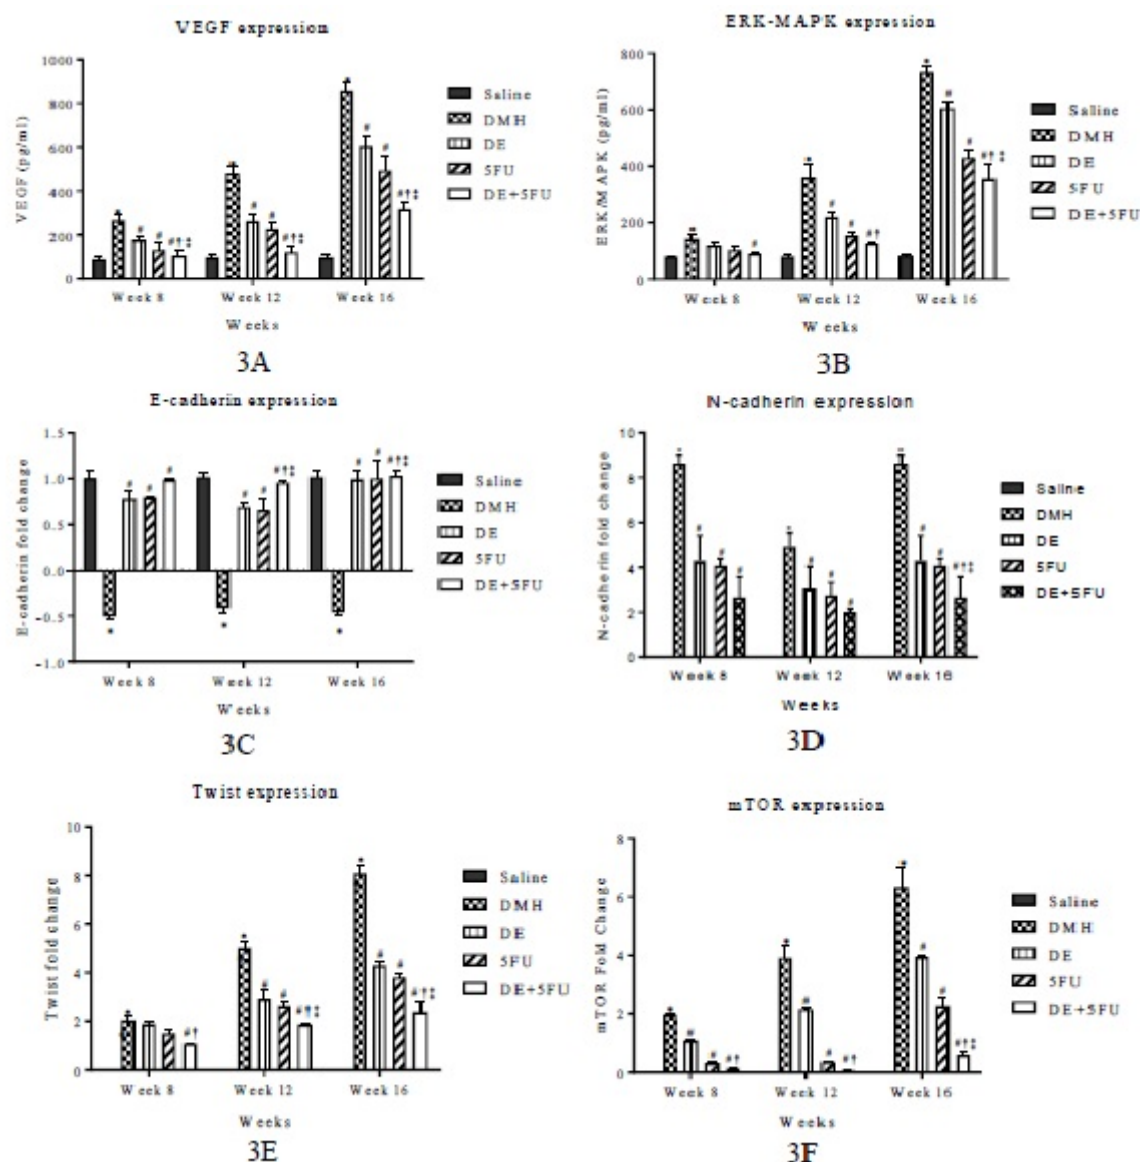 VEGF expression
VEGF (pg/ml)
1000
800
600
400
200
0
* # # #†‡
* # # #†‡
* # # #†‡
Week 8 Week 12 Week 16
Weeks
Saline
DMH
DE
5FU
DE+5FU
3A
ERK-MAPK expression
ERK/MAPK (pg/ml)
800
600
400
200
0
* #
* # # #†
* # # #†‡
Week 8 Week 12 Week 16
Weeks
Saline
DMH
DE
5FU
DE+5FU
3B
E-cadherin expression
E-cadherin fold change
1.5
1.0
0.5
0.0
-0.5
-1.0
* # # #
* # # #†‡
* # # #†‡
Week 8 Week 12 Week 16
Weeks
Saline
DMH
DE
5FU
DE+5FU
3C
N-cadherin expression
N-cadherin fold change
10
8
6
4
2
0
* # # #
* # # #
* # # #†‡
Week 8 Week 12 Week 16
Weeks
Saline
DMH
DE
5FU
DE+5FU
3D
Twist expression
Twist fold change
10
8
6
4
2
0
* #†
* # # #†‡
* # # #†‡
Week 8 Week 12 Week 16
Weeks
Saline
DMH
DE
5FU
DE+5FU
3E
mTOR expression
mTOR Fold Change
8
6
4
2
0
* # # #†
* # # #†
* # # #†‡
Week 8 Week 12 Week 16
Weeks
Saline
DMH
DE
5FU
DE+5FU
3F